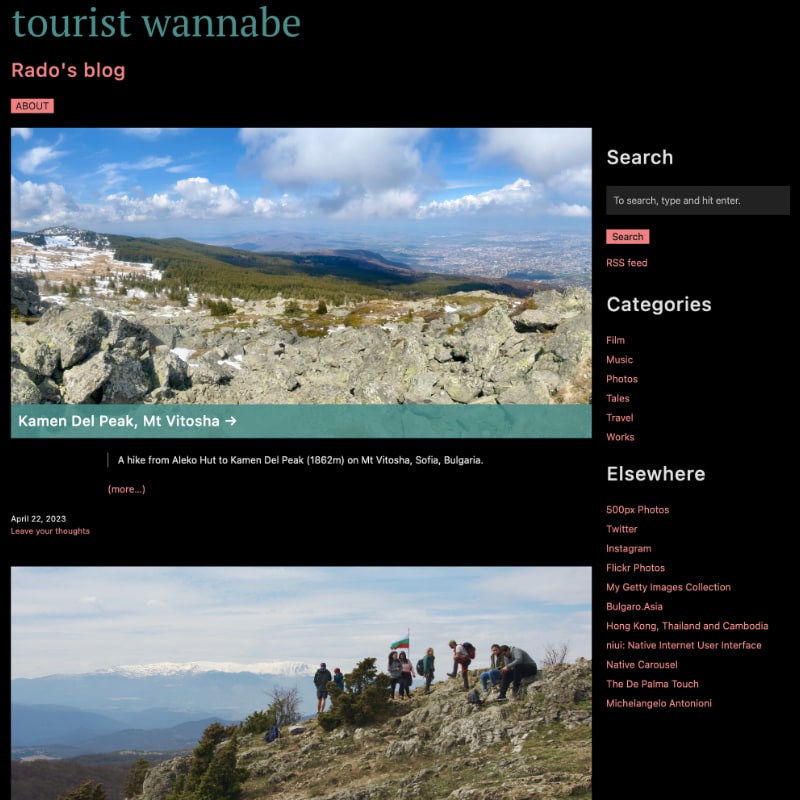 tourist wannabe
Rado's blog
ABOUT
Kamen Del Peak, Mt Vitosha →
A hike from Aleko Hut to Kamen Del Peak (1862m) on Mt Vitosha, Sofia, Bulgaria.
(more...)
April 22, 2023
Leave your thoughts
Search
To search, type and hit enter.
Search
RSS feed
Categories
Film
Music
Photos
Tales
Travel
Works
Elsewhere
500px Photos
Twitter
Instagram
Flickr Photos
My Getty Images Collection
Bulgaro.Asia
Hong Kong, Thailand and Cambodia
niui: Native Internet User Interface
Native Carousel
The De Palma Touch
Michelangelo Antonioni